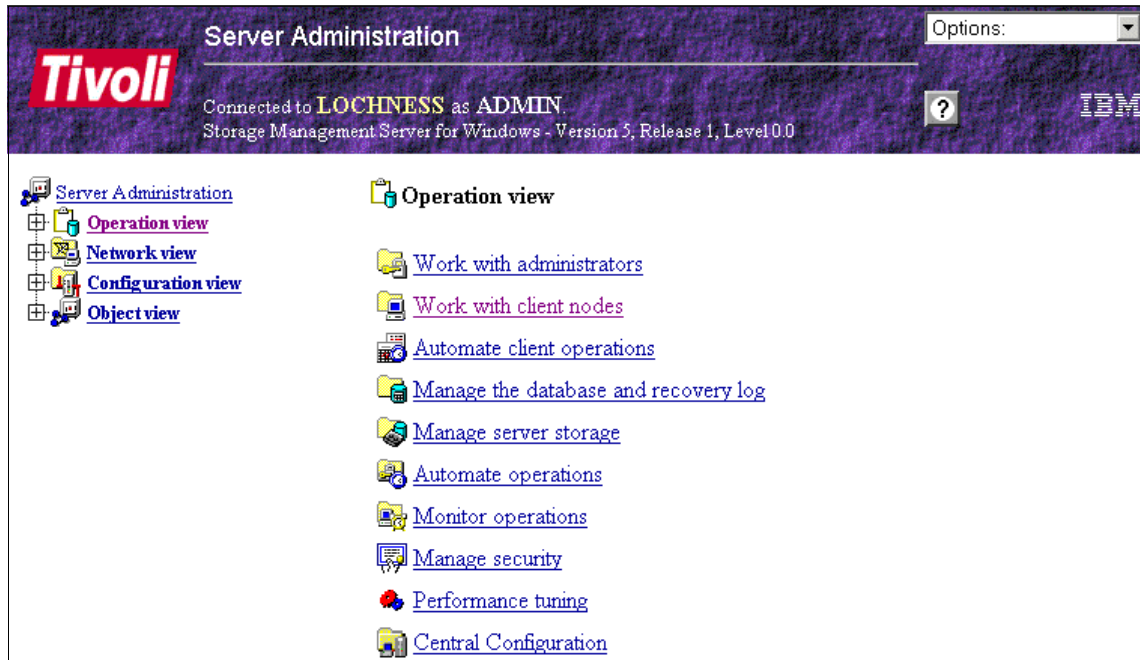 Tivoli
Server Administration
Options:
Connected to LOCHNESS as ADMIN.
Storage Management Server for Windows - Version 5, Release 1, Level 0.0
?
IBM
Server Administration
Operation view
Network view
Configuration view
Object view
Operation view
Work with administrators
Work with client nodes
Automate client operations
Manage the database and recovery log
Manage server storage
Automate operations
Monitor operations
Manage security
Performance tuning
Central Configuration